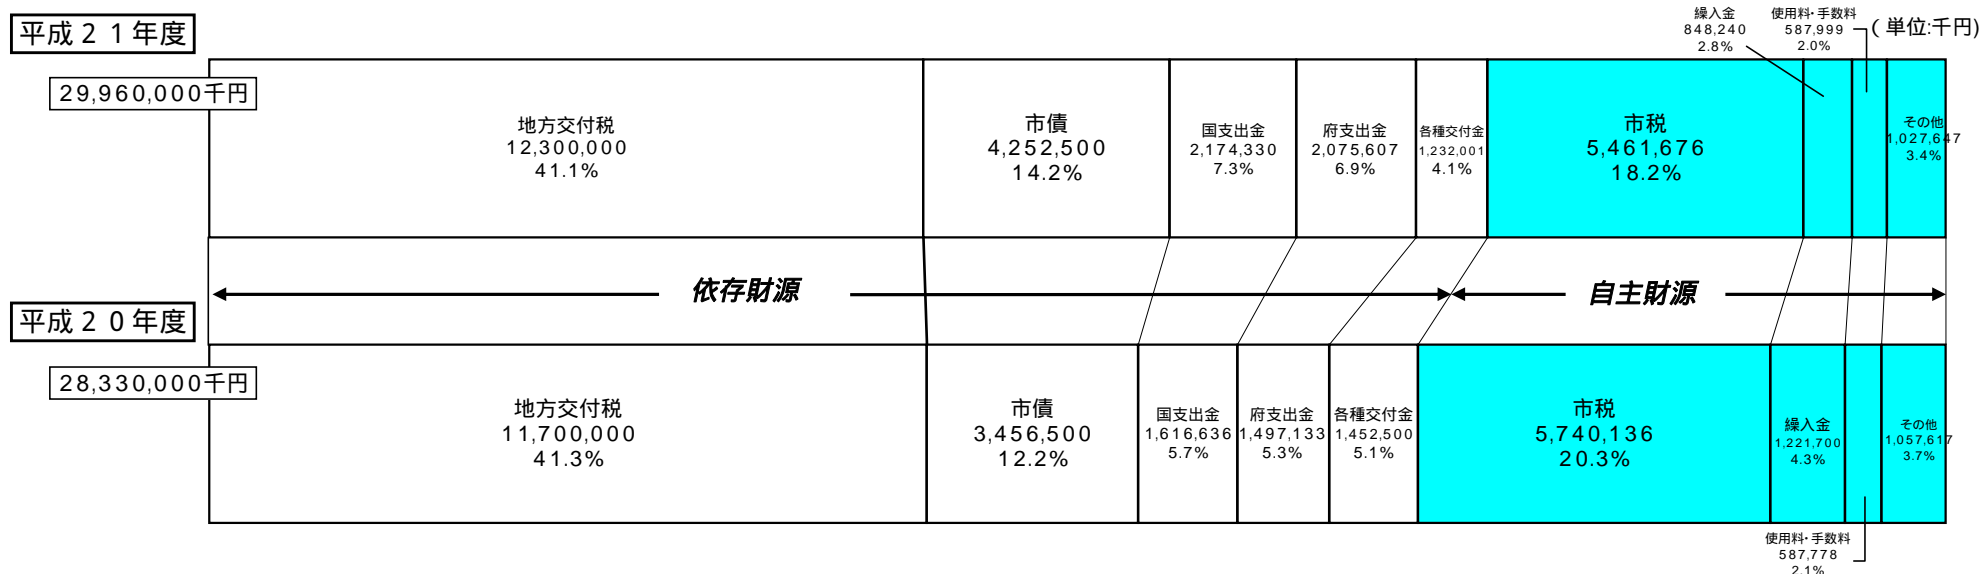 平成２１年度
繰入金
848,240
2.8%
使用料・手数料
587,999
2.0%
(単位:千円)
29,960,000千円
地方交付税
12,300,000
41.1%
市債
4,252,500
14.2%
国支出金
2,174,330
7.3%
府支出金
2,075,607
6.9%
各種交付金
1,232,001
4.1%
市税
5,461,676
18.2%
その他
1,027,647
3.4%
依存財源
自主財源
平成２０年度
28,330,000千円
地方交付税
11,700,000
41.3%
市債
3,456,500
12.2%
国支出金
1,616,636
5.7%
府支出金
1,497,133
5.3%
各種交付金
1,452,500
5.1%
市税
5,740,136
20.3%
繰入金
1,221,700
4.3%
その他
1,057,617
3.7%
使用料・手数料
587,778
2.1%